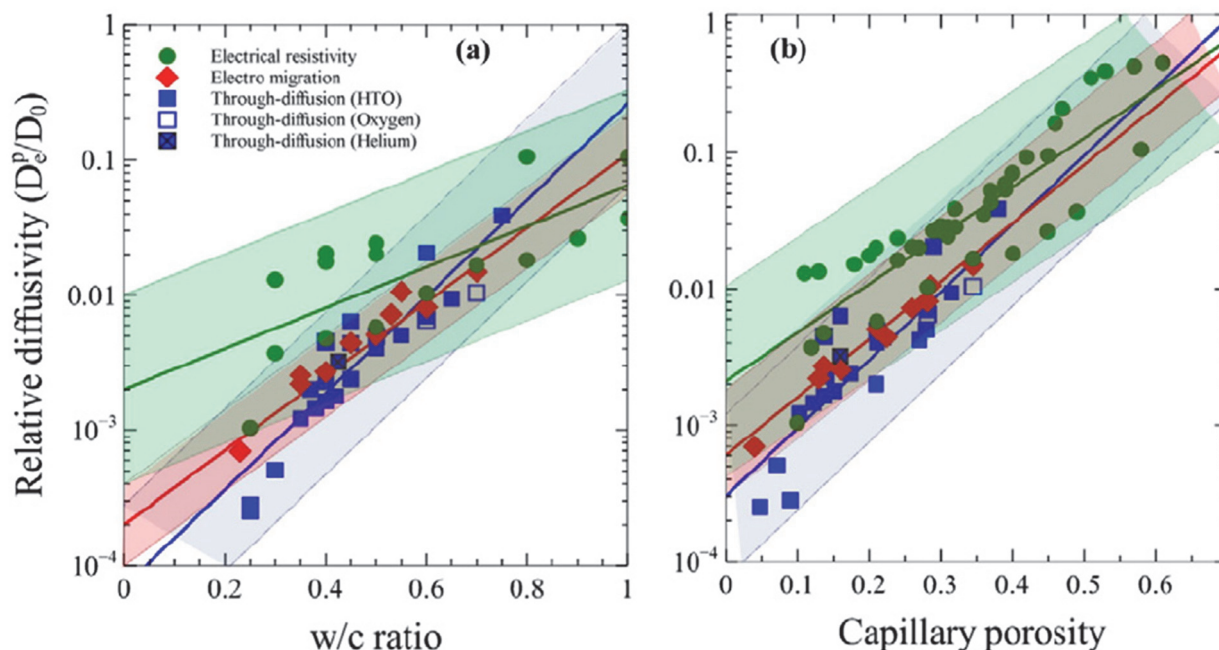 Relative diffusivity (D_e^p/D_0)
1
0.1
0.01
10⁻³
10⁻⁴
(a)
Electrical resistivity
Electro migration
Through-diffusion (HTO)
Through-diffusion (Oxygen)
Through-diffusion (Helium)
0 0.2 0.4 0.6 0.8 1
w/c ratio
1
0.1
0.01
10⁻³
10⁻⁴
(b)
0 0.1 0.2 0.3 0.4 0.5 0.6
Capillary porosity